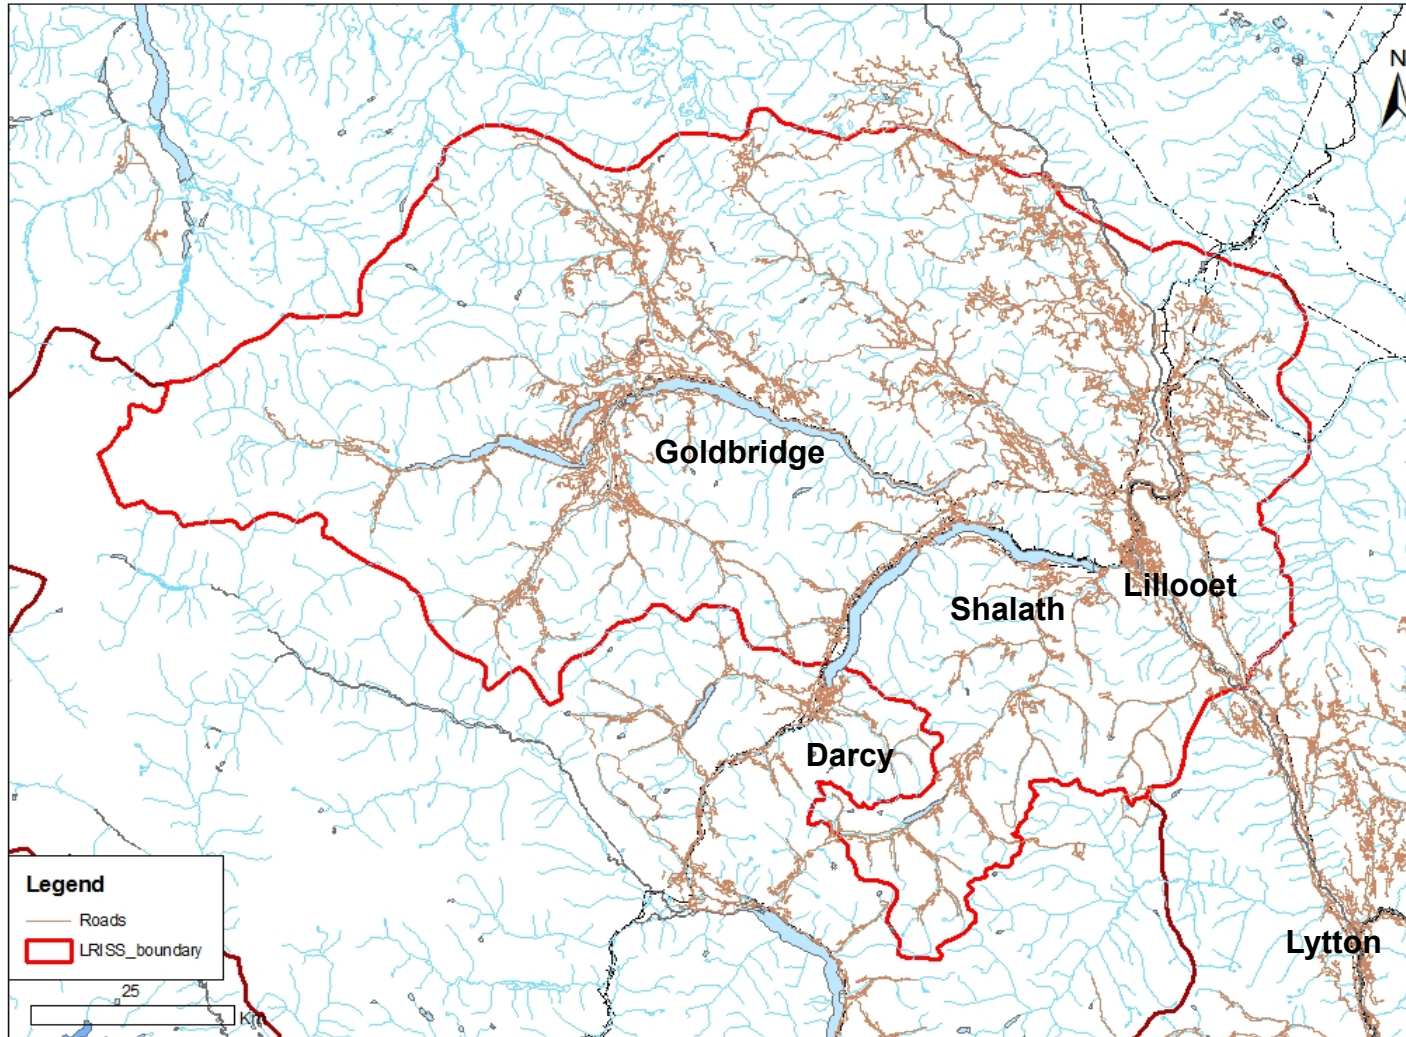 N
Goldbridge
Lillooet
Shalath
Darcy
Lytton
Legend
Roads
LRISS_boundary
25
Km